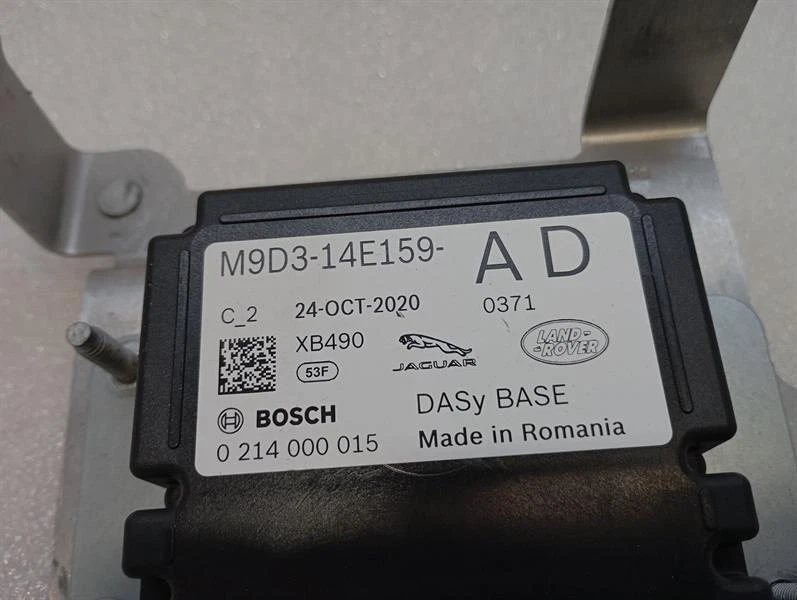 M9D3-14E159- AD
C_2 24-OCT-2020 0371
XB490
53F
JAGUAR
LAND-
-ROVER
BOSCH DASy BASE
0 214 000 015 Made in Romania